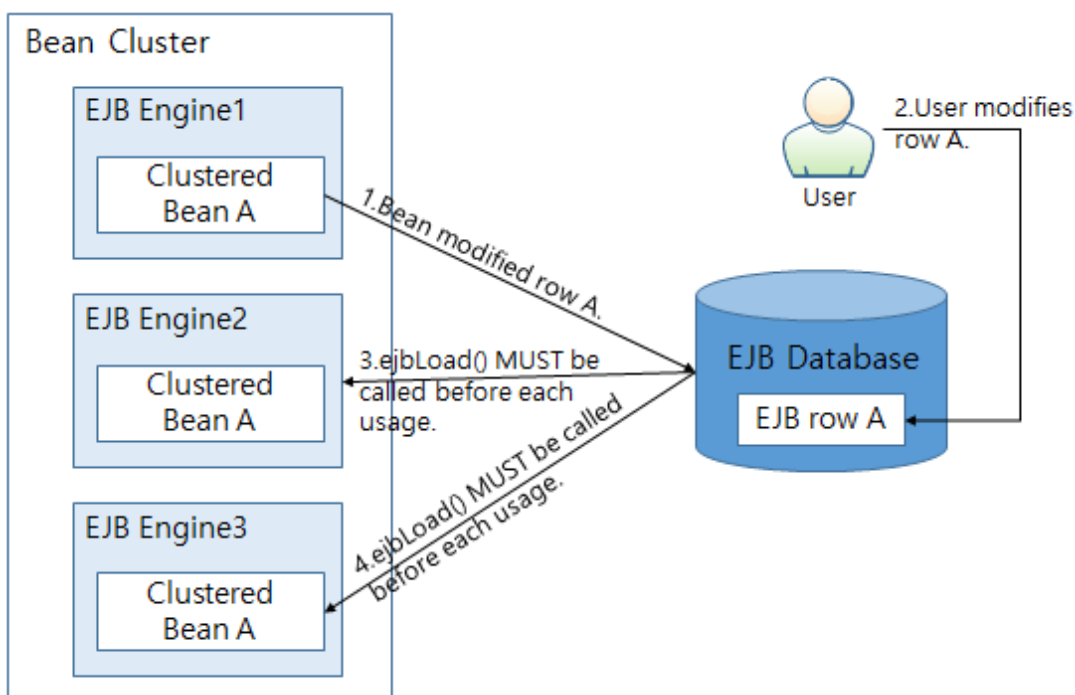 Bean Cluster
EJB Engine1
Clustered
Bean A
1.Bean modified row A.
2.User modifies
row A.
User
EJB Engine2
Clustered
Bean A
3.ejbLoad() MUST be
called before each
usage.
EJB Database
EJB row A
4.ejbLoad() MUST be called
before each usage.
EJB Engine3
Clustered
Bean A